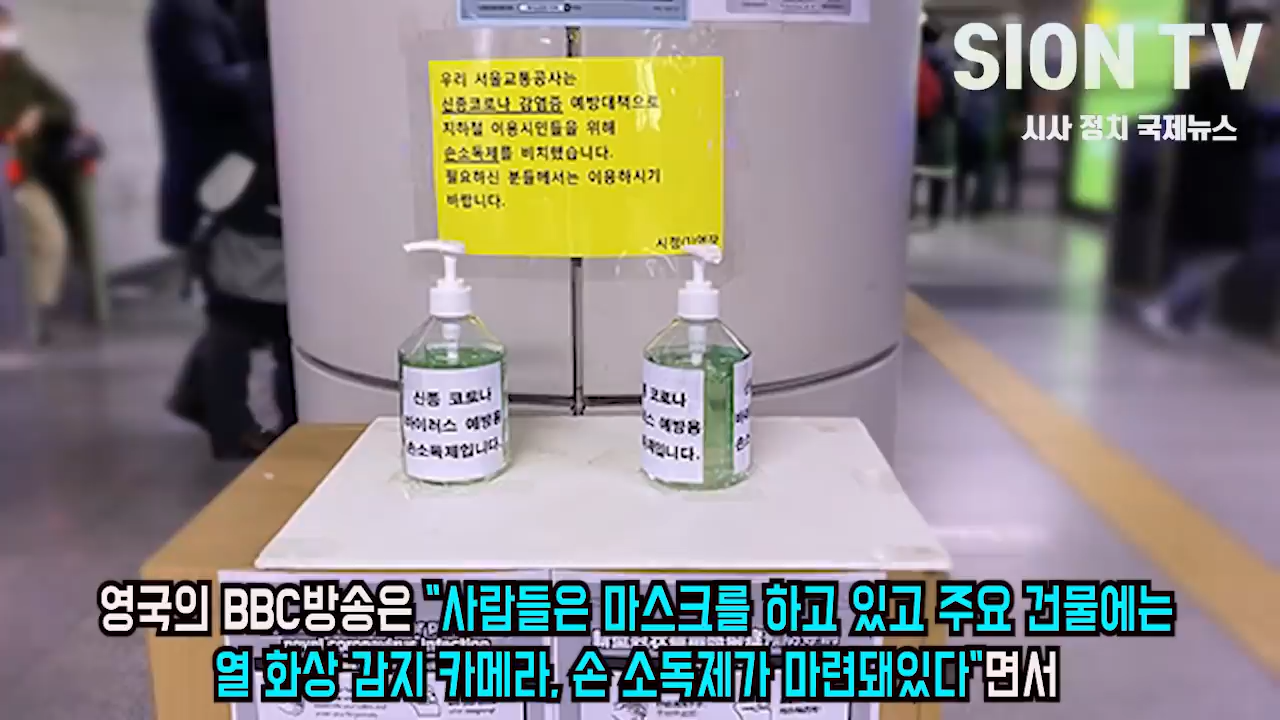 SION TV
시사 정치 국제뉴스
우리 서울교통공사는
신종코로나 감염증 예방대책으로
지하철 이용시민들을 위해
손소독제를 비치했습니다.
필요하신 분들께서는 이용하시기
바랍니다.
신종 코로나
바이러스 예방용
손소독제입니다.
코로나
스 예방용
독제입니다.
영국의 BBC방송은 "사람들은 마스크를 하고 있고 주요 건물에는
열 화상 감지 카메라, 손 소독제가 마련돼있다"면서
novel coronavirus infection